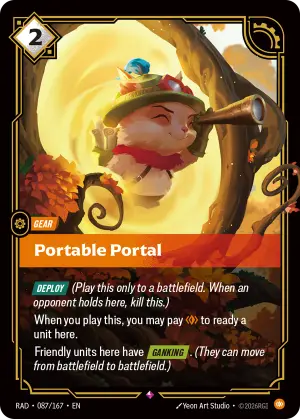 2
GEAR
Portable Portal
DEPLOY (Play this only to a battlefield. When an
opponent holds here, kill this.)
When you play this, you may pay to ready a
unit here.
Friendly units here have GANKING. (They can move
from battlefield to battlefield.)
RAD • 087/167 • EN
Yeon Art Studio • ©2026RGI